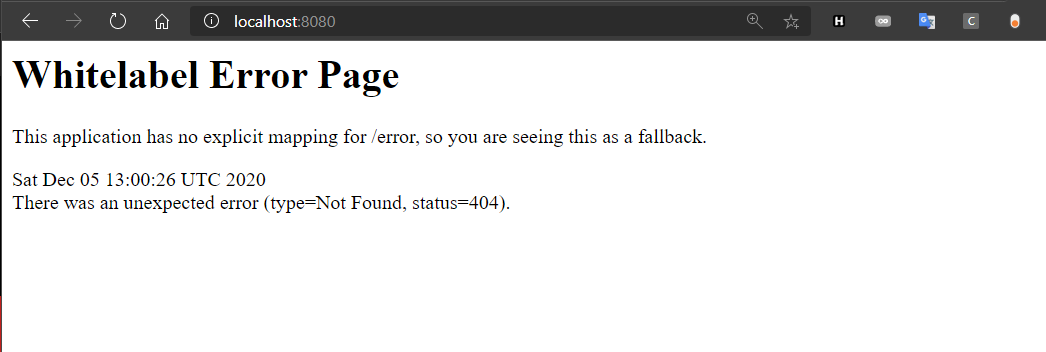 localhost:8080
H
C
Whitelabel Error Page
This application has no explicit mapping for /error, so you are seeing this as a fallback.
Sat Dec 05 13:00:26 UTC 2020
There was an unexpected error (type=Not Found, status=404).